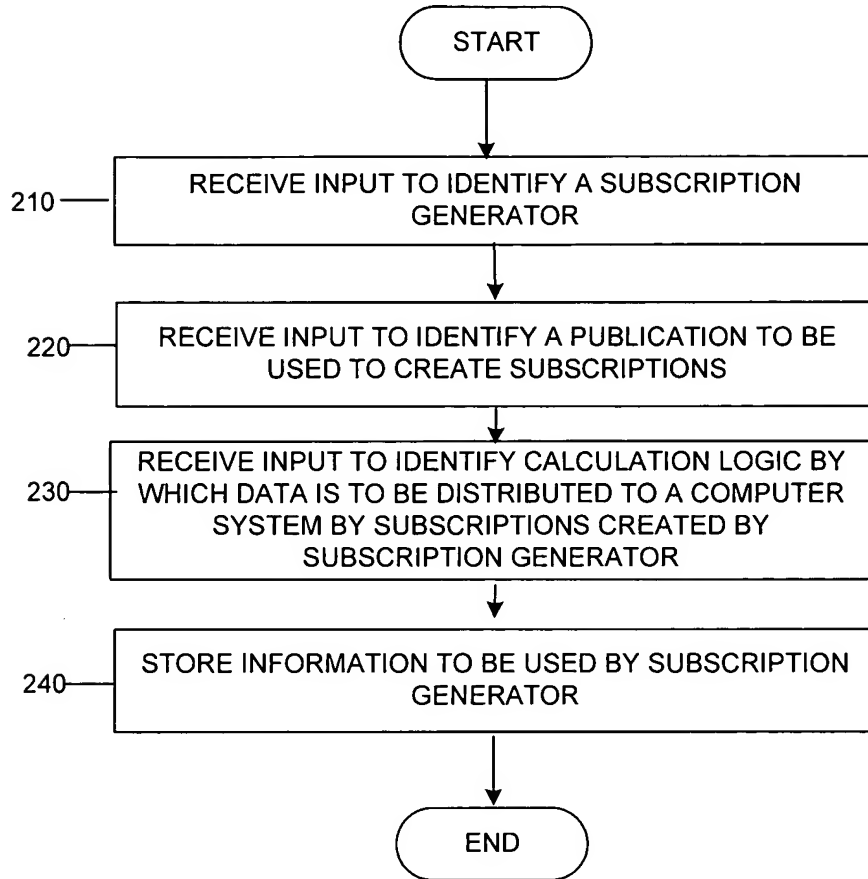 START
210
RECEIVE INPUT TO IDENTIFY A SUBSCRIPTION
GENERATOR
220
RECEIVE INPUT TO IDENTIFY A PUBLICATION TO BE
USED TO CREATE SUBSCRIPTIONS
230
RECEIVE INPUT TO IDENTIFY CALCULATION LOGIC BY
WHICH DATA IS TO BE DISTRIBUTED TO A COMPUTER
SYSTEM BY SUBSCRIPTIONS CREATED BY
SUBSCRIPTION GENERATOR
240
STORE INFORMATION TO BE USED BY SUBSCRIPTION
GENERATOR
END